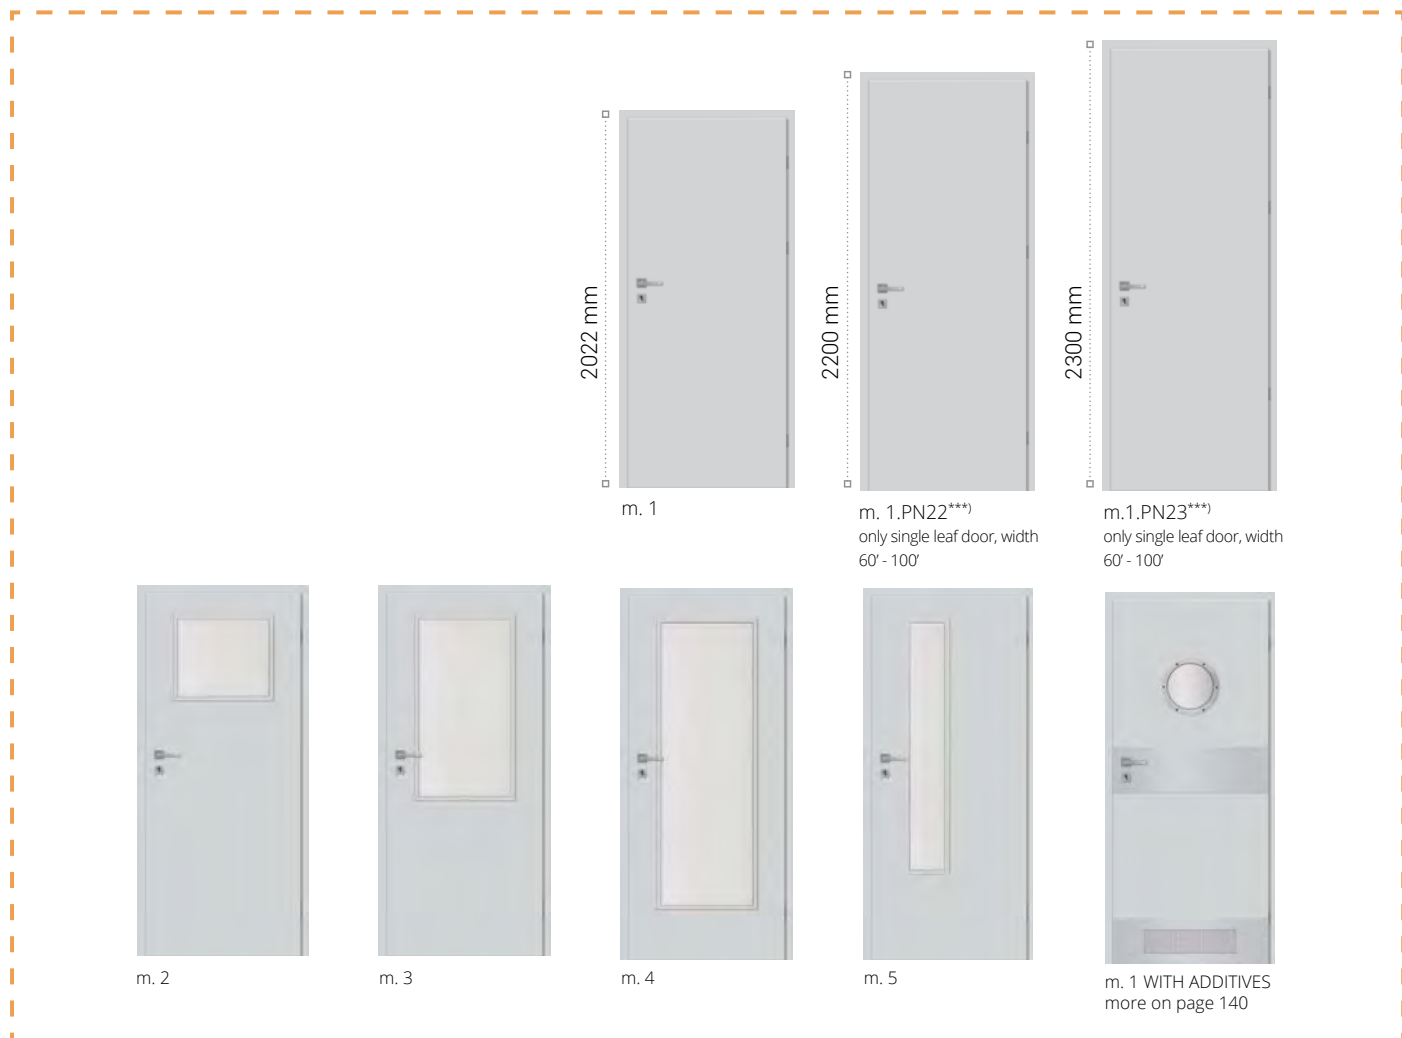 2022 mm
2200 mm
2300 mm
m. 1
m. 1.PN22***)
only single leaf door, width
60' - 100'
m.1.PN23***)
only single leaf door, width
60' - 100'
m. 2
m. 3
m. 4
m. 5
m. 1 WITH ADDITIVES
more on page 140